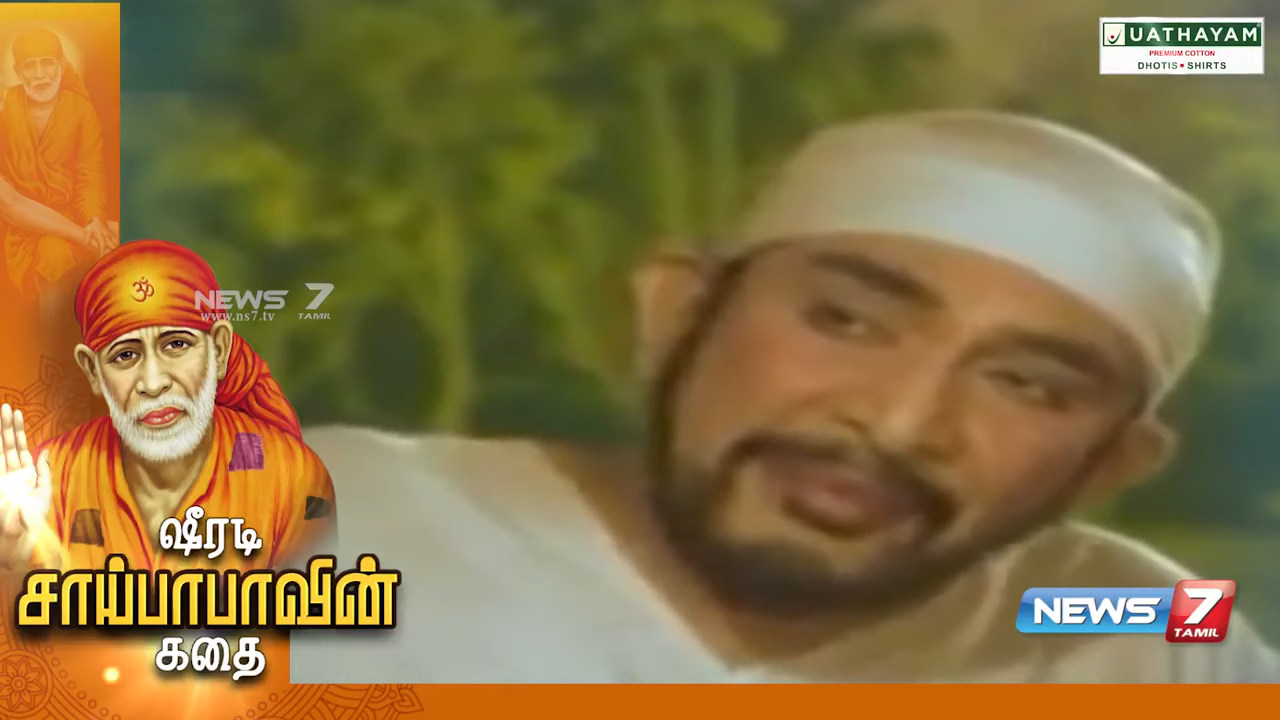 UATHAYAM
PREMIUM COTTON
DHOTIS • SHIRTS
ॐ
NEWS 7
www.ns7.tv TAMIL
ஷீரடி
சாய்பாபாவின்
கதை
NEWS 7
TAMIL